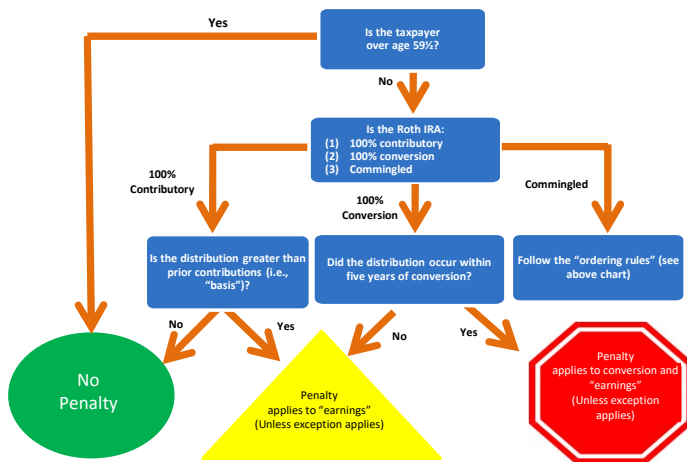 Yes
Is the taxpayer
over age 59½?
No
Is the Roth IRA:
(1) 100% contributory
(2) 100% conversion
(3) Commingled
100%
Contributory
100%
Conversion
Commingled
Is the distribution greater than
prior contributions (i.e.,
"basis")?
Did the distribution occur within
five years of conversion?
Follow the "ordering rules" (see
above chart)
No
Yes
No
Yes
No
Penalty
Penalty
applies to "earnings"
(Unless exception applies)
Penalty
applies to conversion and
"earnings"
(Unless exception
applies)